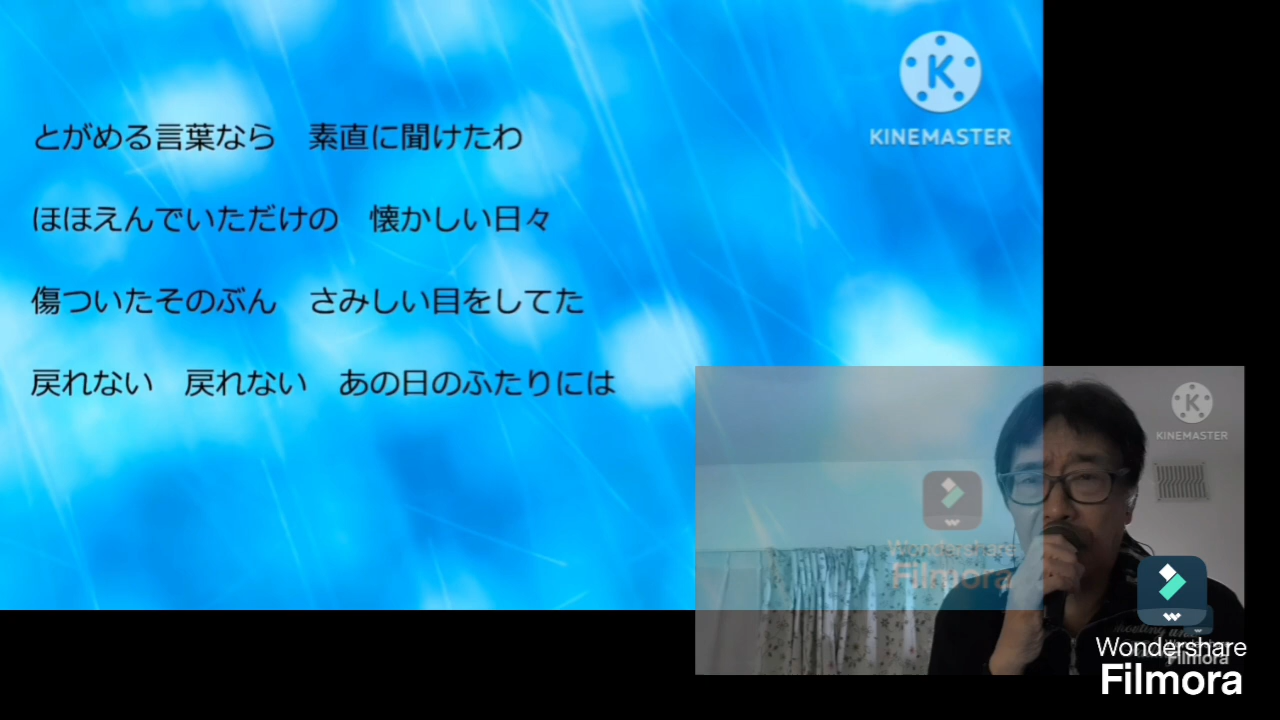 K
KINEMASTER
とがめる言葉なら　素直に聞けたわ
ほほえんでいただけの　懐かしい日々
傷ついたそのぶん　さみしい目をしてた
戻れない　戻れない　あの日のふたりには
K
KINEMASTER
Wondershare
Filmora
Wondershare
Filmora
Filmora